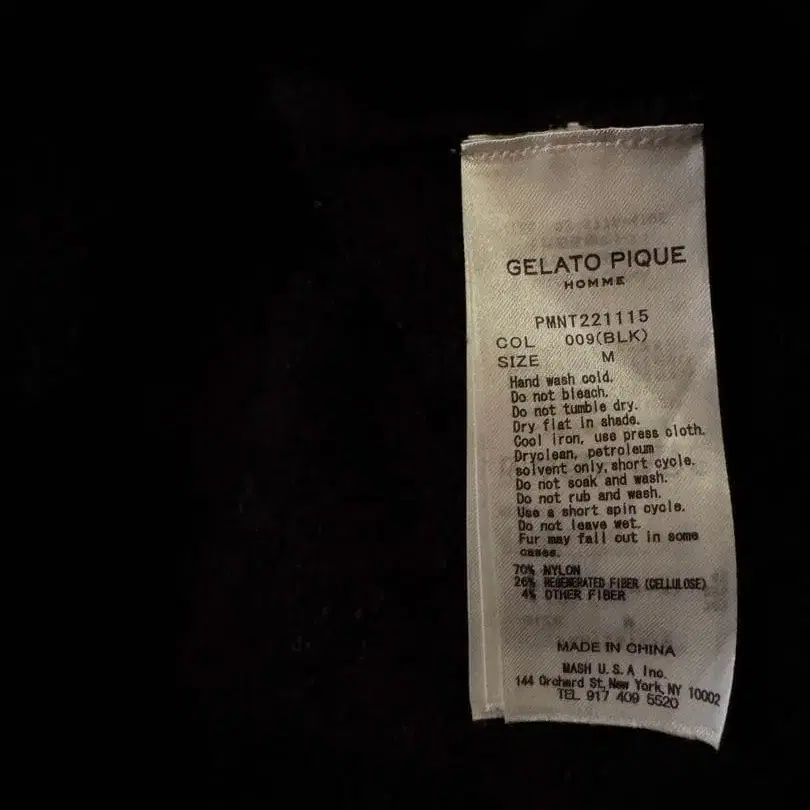 GELATO PIQUE
HOMME
PMNT221115
COL 009(BLK)
SIZE M
Hand wash cold.
Do not bleach.
Do not tumble dry.
Dry flat in shade.
Cool iron, use press cloth.
Dryclean, petroleum
solvent only, short cycle.
Do not soak and wash.
Do not rub and wash.
Use a short spin cycle.
Do not leave wet.
Fur may fall out in some
cases.
70% NYLON
26% REGENERATED FIBER (CELLULOSE)
4% OTHER FIBER
MADE IN CHINA
MASH U.S.A Inc.
144 Orchard St, New York, NY 10002
TEL 917 409 5520